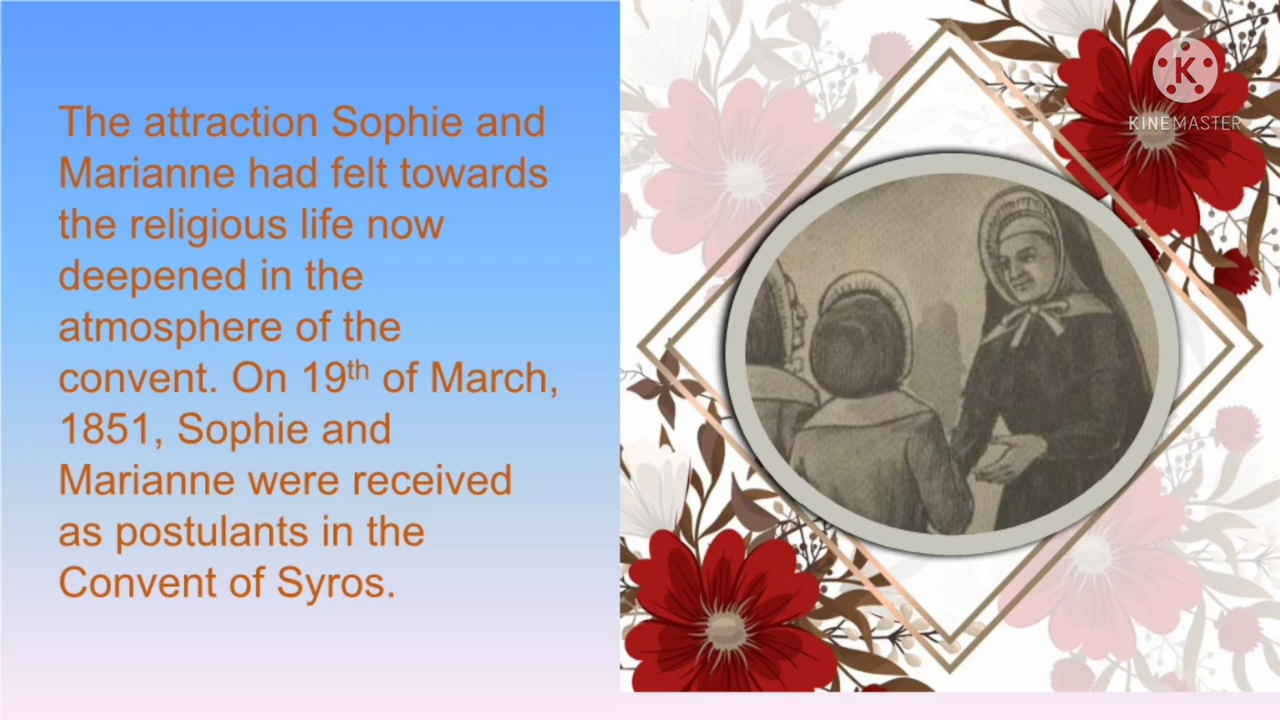 The attraction Sophie and
Marianne had felt towards
the religious life now
deepened in the
atmosphere of the
convent. On 19th of March,
1851, Sophie and
Marianne were received
as postulants in the
Convent of Syros.
K
KINEMASTER